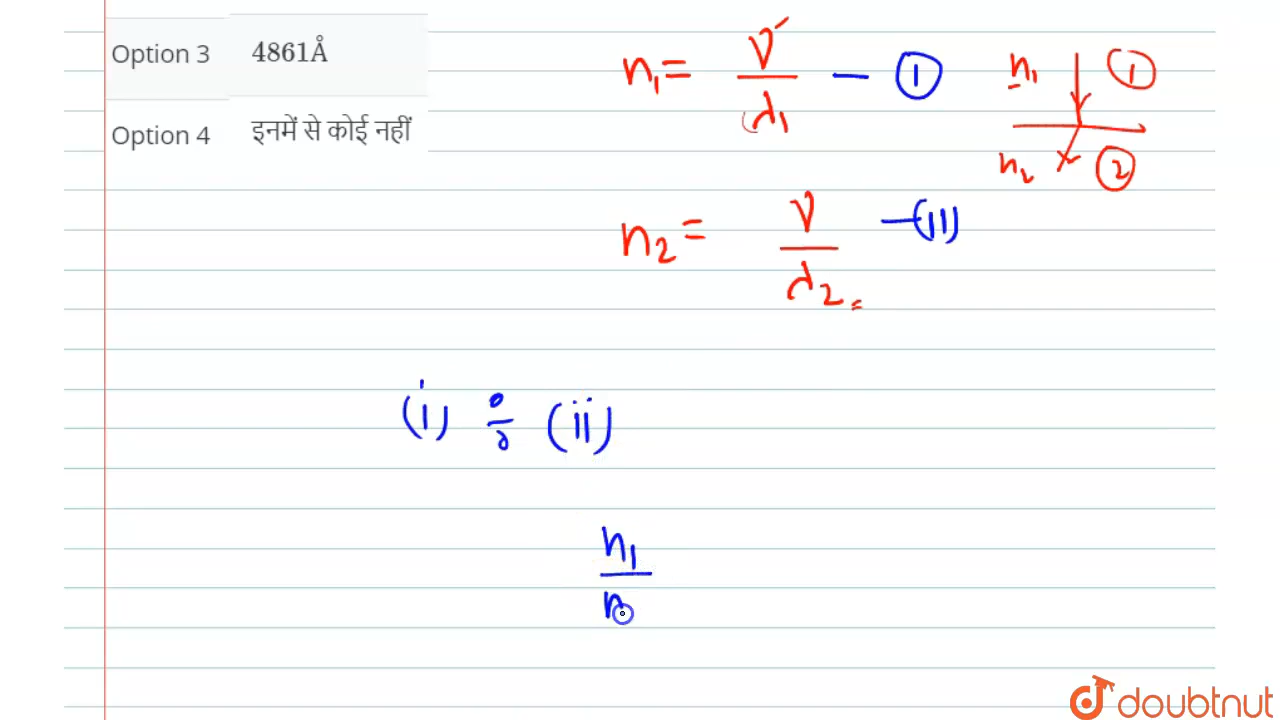 Option 3 4861Å
Option 4 इनमें से कोई नहीं
n₁ = ν / λ₁ — ①
n₁ ①
n₂ ②
n₂ = ν / λ₂ — (II)
(i) ÷ (ii)
n₁
n
doubtnut